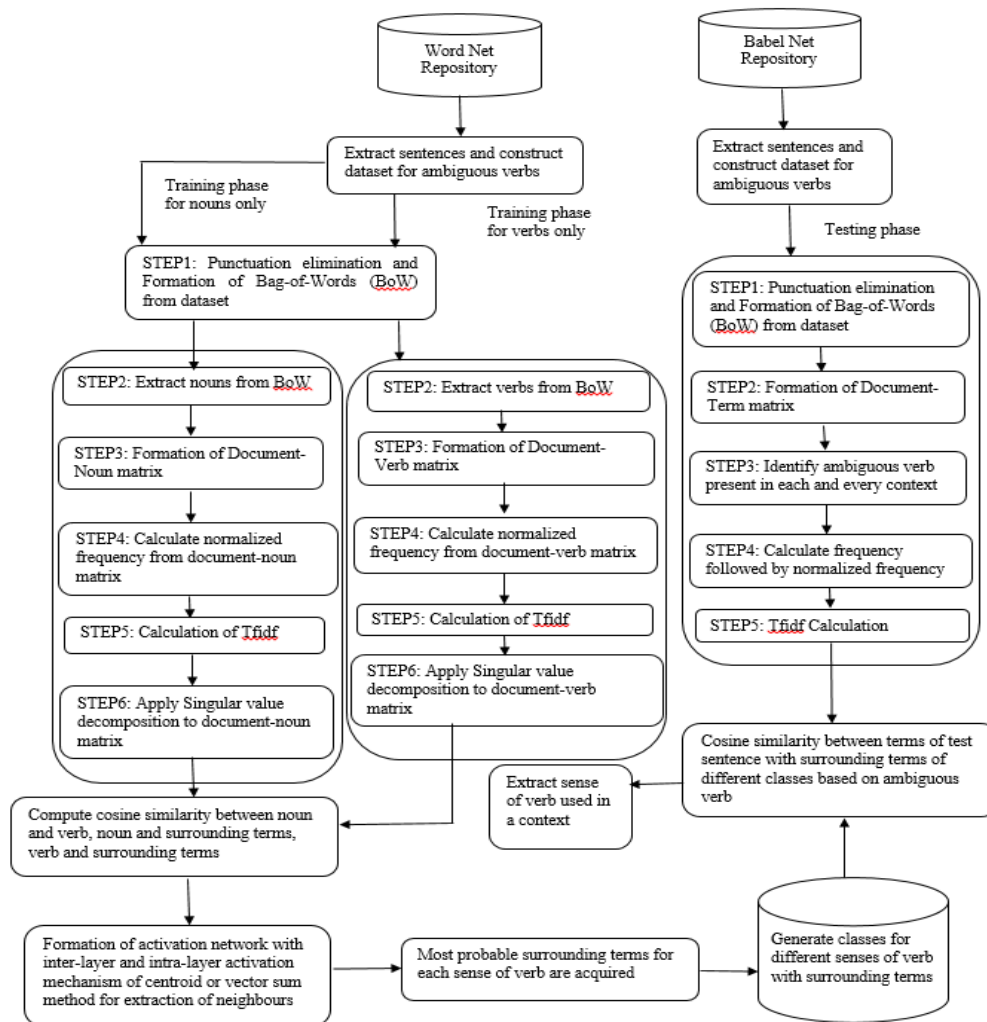 Word Net
Repository
Babel Net
Repository
Extract sentences and construct
dataset for ambiguous verbs
Extract sentences and
construct dataset for
ambiguous verbs
Training phase
for nouns only
Training phase
for verbs only
Testing phase
STEP1: Punctuation elimination and
Formation of Bag-of-Words (BoW)
from dataset
STEP1: Punctuation elimination
and Formation of Bag-of-Words
(BoW) from dataset
STEP2: Extract nouns from BoW
STEP3: Formation of Document-
Noun matrix
STEP4: Calculate normalized
frequency from document-noun
matrix
STEP5: Calculation of Tfidf
STEP6: Apply Singular value
decomposition to document-noun
matrix
STEP2: Extract verbs from BoW
STEP3: Formation of Document-
Verb matrix
STEP4: Calculate normalized
frequency from document-verb matrix
STEP5: Calculation of Tfidf
STEP6: Apply Singular value
decomposition to document-verb
matrix
STEP2: Formation of Document-
Term matrix
STEP3: Identify ambiguous verb
present in each and every context
STEP4: Calculate frequency
followed by normalized frequency
STEP5: Tfidf Calculation
Cosine similarity between terms of test
sentence with surrounding terms of
different classes based on ambiguous
verb
Extract sense
of verb used in
a context
Compute cosine similarity between noun
and verb, noun and surrounding terms,
verb and surrounding terms
Formation of activation network with
inter-layer and intra-layer activation
mechanism of centroid or vector sum
method for extraction of neighbours
Most probable surrounding terms for
each sense of verb are acquired
Generate classes for
different senses of verb
with surrounding terms